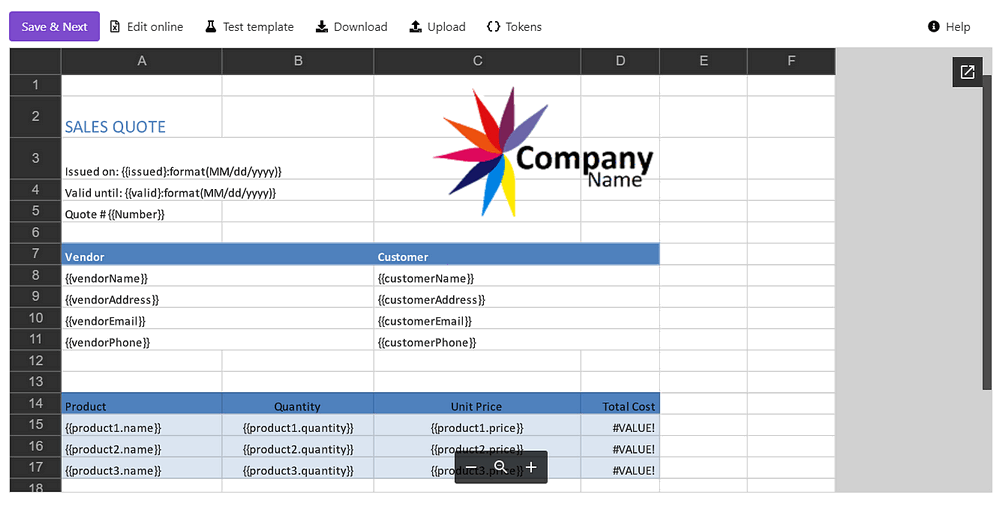 Save & Next Edit online Test template Download Upload Tokens Help
A B C D E F
1
2 SALES QUOTE
Company
Name
3 Issued on: {{issued}:format(MM/dd/yyyy)}
4 Valid until: {{valid}:format(MM/dd/yyyy)}
5 Quote # {{Number}}
6
7 Vendor Customer
8 {{vendorName}} {{customerName}}
9 {{vendorAddress}} {{customerAddress}}
10 {{vendorEmail}} {{customerEmail}}
11 {{vendorPhone}} {{customerPhone}}
12
13
14 Product Quantity Unit Price Total Cost
15 {{product1.name}} {{product1.quantity}} {{product1.price}} #VALUE!
16 {{product2.name}} {{product2.quantity}} {{product2.price}} #VALUE!
17 {{product3.name}} {{product3.quantity}} {{product3.price}} #VALUE!
18